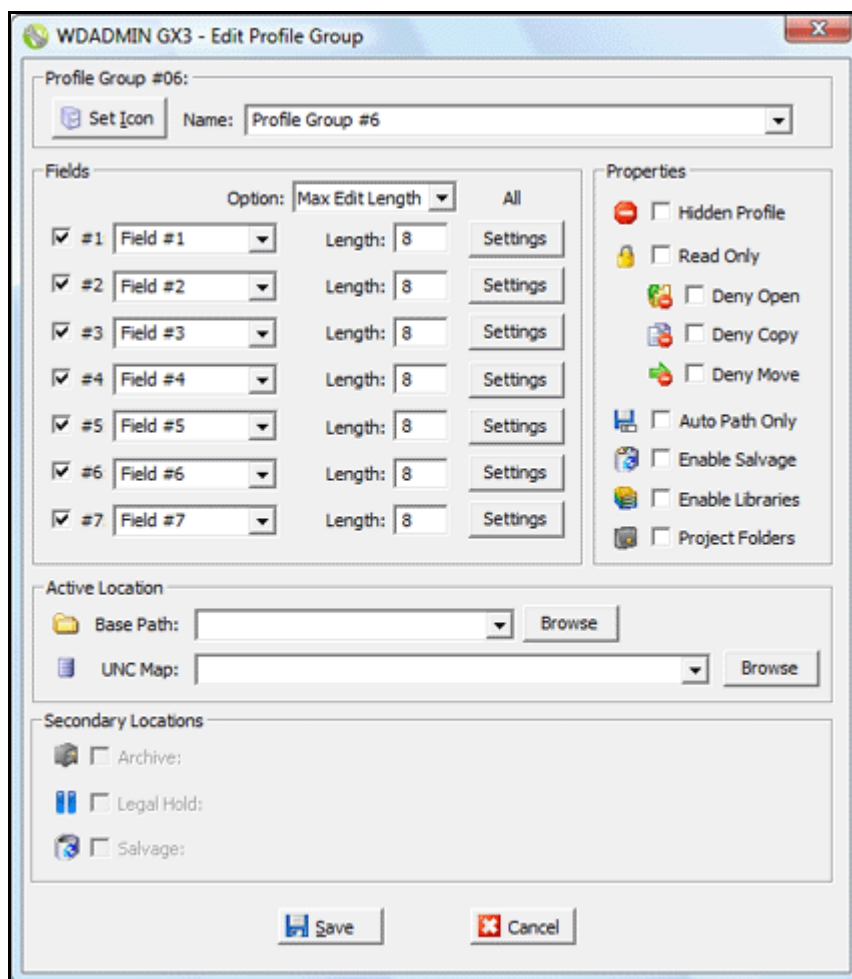 WDADMIN GX3 - Edit Profile Group
Profile Group #06:
Set Icon Name: Profile Group #6
Fields
Option: Max Edit Length All
#1 Field #1 Length: 8 Settings
#2 Field #2 Length: 8 Settings
#3 Field #3 Length: 8 Settings
#4 Field #4 Length: 8 Settings
#5 Field #5 Length: 8 Settings
#6 Field #6 Length: 8 Settings
#7 Field #7 Length: 8 Settings
Properties
Hidden Profile
Read Only
Deny Open
Deny Copy
Deny Move
Auto Path Only
Enable Salvage
Enable Libraries
Project Folders
Active Location
Base Path: Browse
UNC Map: Browse
Secondary Locations
Archive:
Legal Hold:
Salvage:
Save Cancel